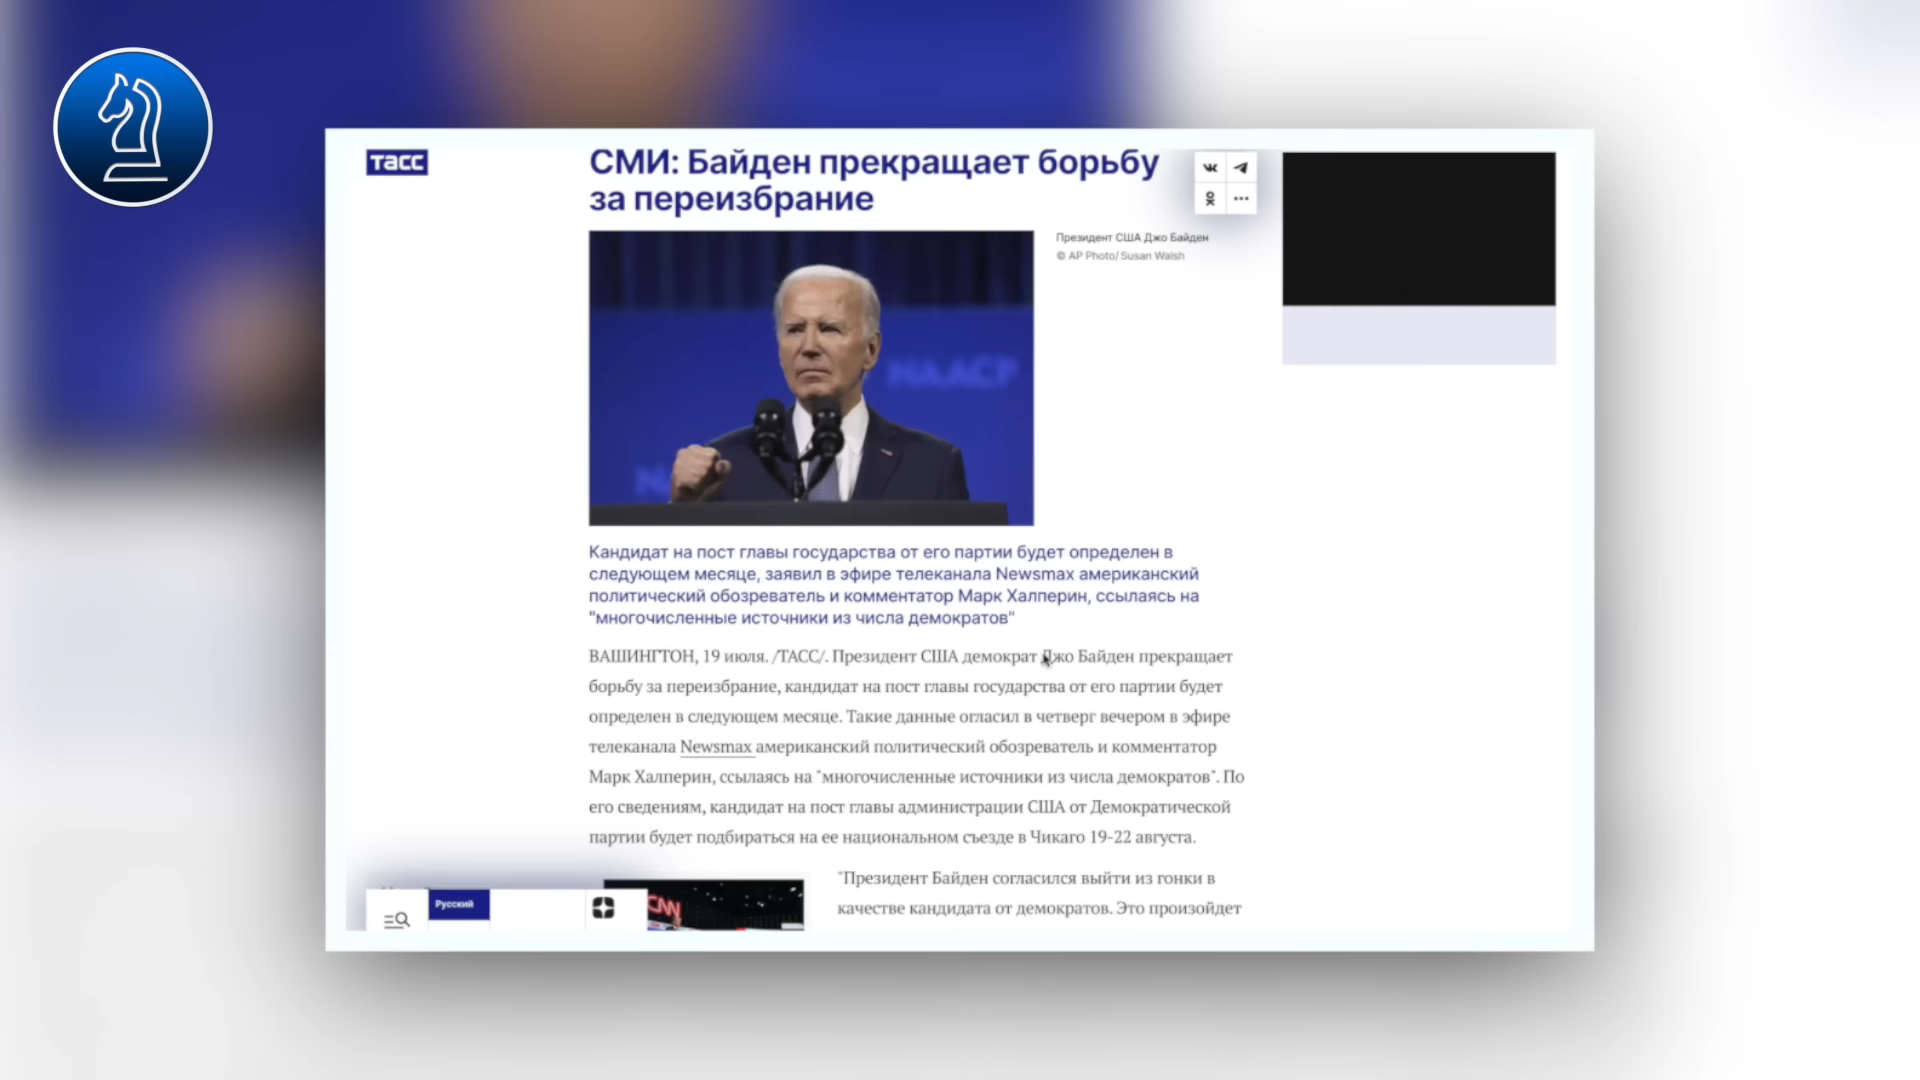 ТАСС
СМИ: Байден прекращает борьбу
за переизбрание
Президент США Джо Байден
© AP Photo/ Susan Walsh
NAACP
Кандидат на пост главы государства от его партии будет определен в
следующем месяце, заявил в эфире телеканала Newsmax американский
политический обозреватель и комментатор Марк Халперин, ссылаясь на
"многочисленные источники из числа демократов"
ВАШИНГТОН, 19 июля. /ТАСС/. Президент США демократ Джо Байден прекращает
борьбу за переизбрание, кандидат на пост главы государства от его партии будет
определен в следующем месяце. Такие данные огласил в четверг вечером в эфире
телеканала Newsmax американский политический обозреватель и комментатор
Марк Халперин, ссылаясь на "многочисленные источники из числа демократов". По
его сведениям, кандидат на пост главы администрации США от Демократической
партии будет подбираться на ее национальном съезде в Чикаго 19-22 августа.
"Президент Байден согласился выйти из гонки в
качестве кандидата от демократов. Это произойдет
Русский
CNN